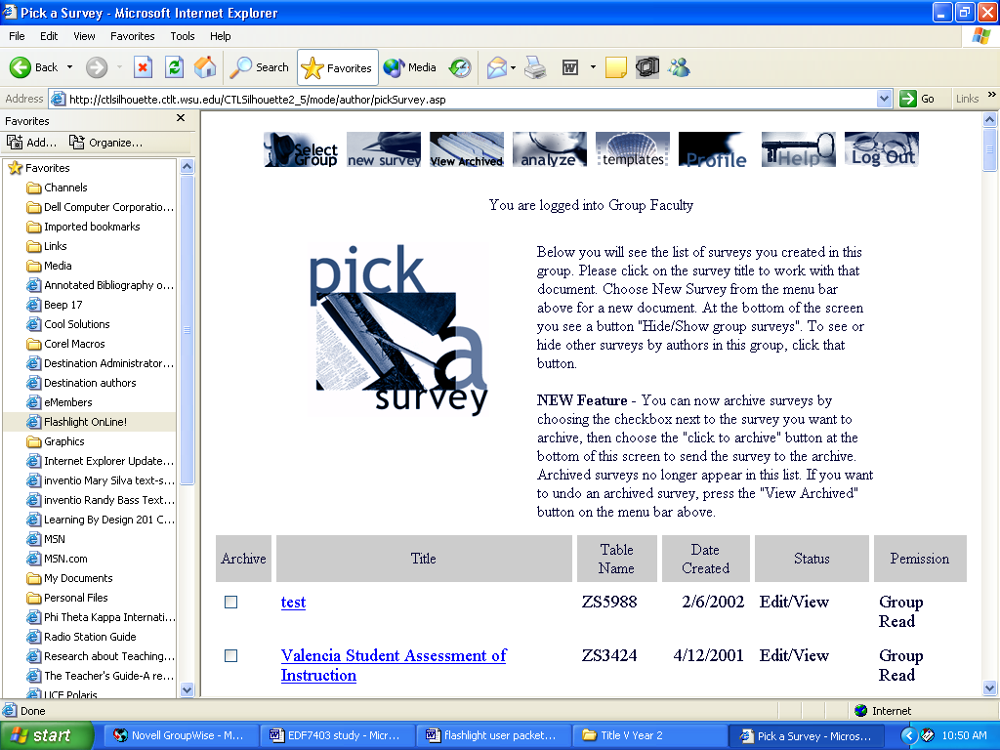 Pick a Survey - Microsoft Internet Explorer
File Edit View Favorites Tools Help
Back Search Favorites Media
Address http://ctlsilhouette.ctlt.wsu.edu/CTLSilhouette2_5/mode/author/pickSurvey.asp Go Links »
Favorites
Add... Organize...
Favorites
Channels
Dell Computer Corporatio...
Imported bookmarks
Links
Media
Annotated Bibliography o...
Beep 17
Cool Solutions
Corel Macros
Destination Administrator...
Destination authors
eMembers
Flashlight OnLine!
Graphics
Internet Explorer Update...
inventio Mary Silva text-s...
inventio Randy Bass Text...
Learning By Design 201 C...
MSN
MSN.com
My Documents
Personal Files
Phi Theta Kappa Internati...
Radio Station Guide
Research about Teaching...
The Teacher's Guide-A re...
UCF Polaris
Select Group new survey View Archived analyze templates Profile Help Log Out
You are logged into Group Faculty
pick
a
survey
Below you will see the list of surveys you created in this
group. Please click on the survey title to work with that
document. Choose New Survey from the menu bar
above for a new document. At the bottom of the screen
you see a button "Hide/Show group surveys". To see or
hide other surveys by authors in this group, click that
button.
NEW Feature - You can now archive surveys by
choosing the checkbox next to the survey you want to
archive, then choose the "click to archive" button at the
bottom of this screen to send the survey to the archive.
Archived surveys no longer appear in this list. If you want
to undo an archived survey, press the "View Archived"
button on the menu bar above.
Archive Title Table Name Date Created Status Pemission
test ZS5988 2/6/2002 Edit/View Group Read
Valencia Student Assessment of Instruction ZS3424 4/12/2001 Edit/View Group Read
Done Internet
start Novell GroupWise - M... EDF7403 study - Micr... flashlight user packet... Title V Year 2 Pick a Survey - Micros... 10:50 AM